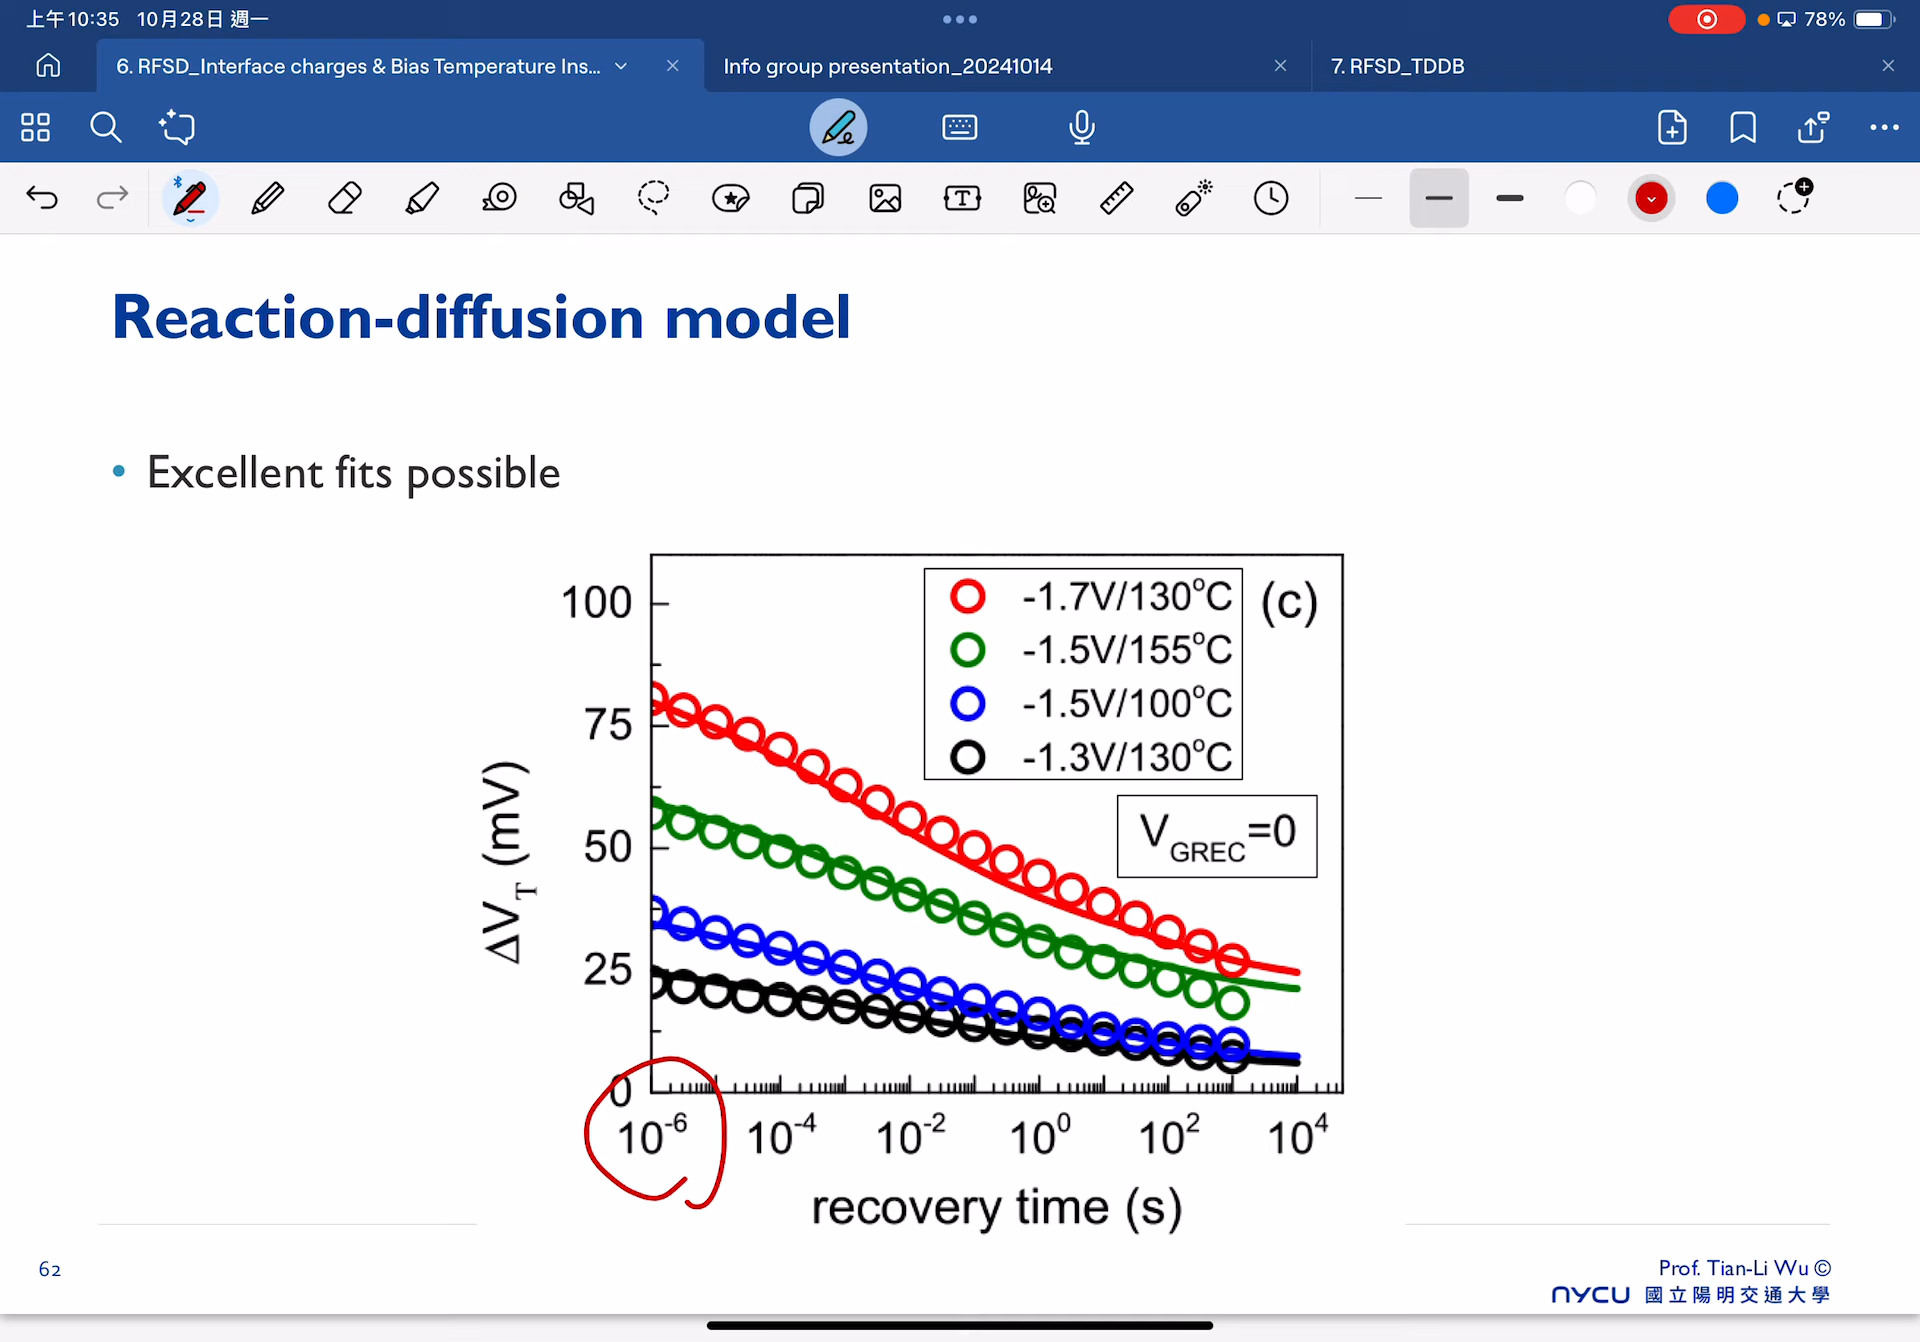 上午10:35 10月28日 週一
78%
6. RFSD_Interface charges & Bias Temperature Ins...
Info group presentation_20241014
7. RFSD_TDDB
Reaction-diffusion model
• Excellent fits possible
-1.7V/130°C
(c)
-1.5V/155°C
-1.5V/100°C
-1.3V/130°C
V_GREC=0
100
75
50
25
0
ΔV_T (mV)
10^-6 10^-4 10^-2 10^0 10^2 10^4
recovery time (s)
62
Prof. Tian-Li Wu ©
NYCU 國立陽明交通大學